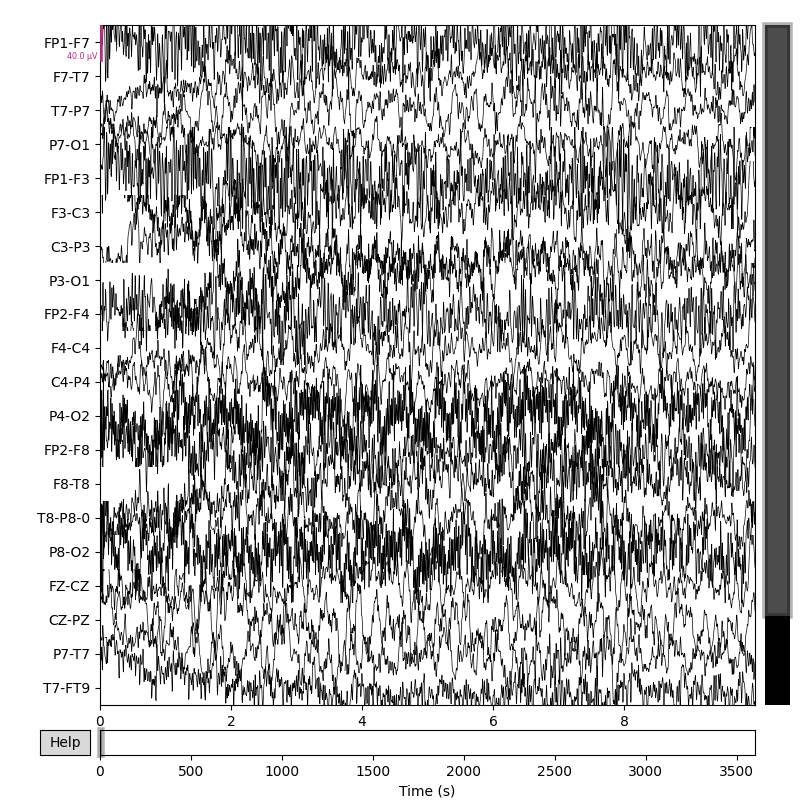 FP1-F7
40.0 µV
F7-T7
T7-P7
P7-O1
FP1-F3
F3-C3
C3-P3
P3-O1
FP2-F4
F4-C4
C4-P4
P4-O2
FP2-F8
F8-T8
T8-P8-0
P8-O2
FZ-CZ
CZ-PZ
P7-T7
T7-FT9
0 2 4 6 8
Help
0 500 1000 1500 2000 2500 3000 3500
Time (s)